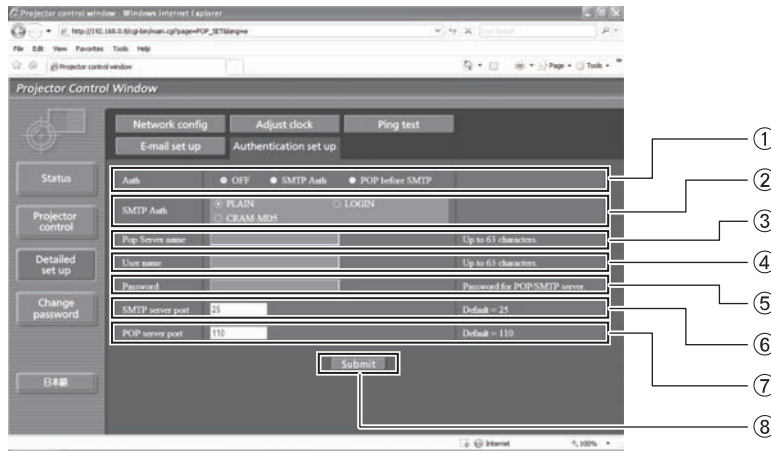 Projector control window - Windows Internet Explorer
File Edit View Favorites Tools Help
Projector control window
Page Tools
Projector Control Window
Network config Adjust clock Ping test
E-mail set up Authentication set up
Status
Projector control
Detailed set up
Change password
日本語
Auth OFF SMTP Auth POP before SMTP
SMTP Auth PLAIN LOGIN
CRAM-MD5
Pop Server name Up to 63 characters.
User name Up to 63 characters.
Password Password for POP/SMTP server.
SMTP server port 25 Default = 25
POP server port 110 Default = 110
Submit
Internet 100%
①
②
③
④
⑤
⑥
⑦
⑧